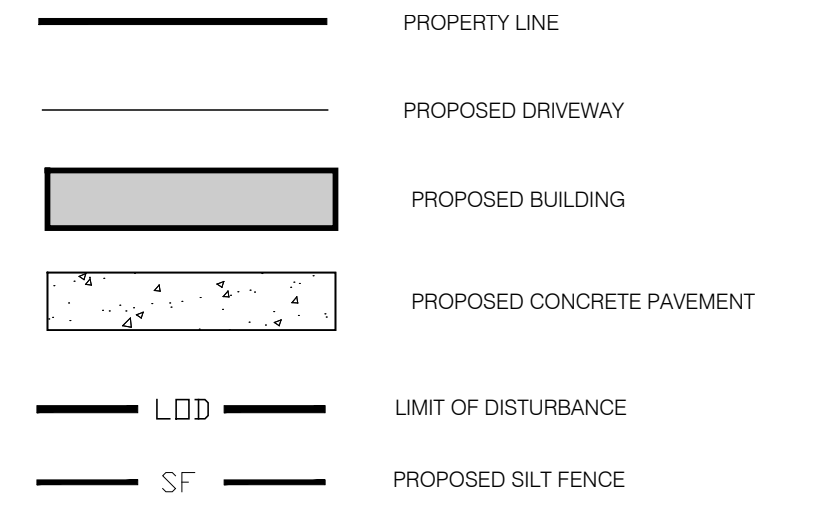 PROPERTY LINE
PROPOSED DRIVEWAY
PROPOSED BUILDING
PROPOSED CONCRETE PAVEMENT
LOD LIMIT OF DISTURBANCE
SF PROPOSED SILT FENCE